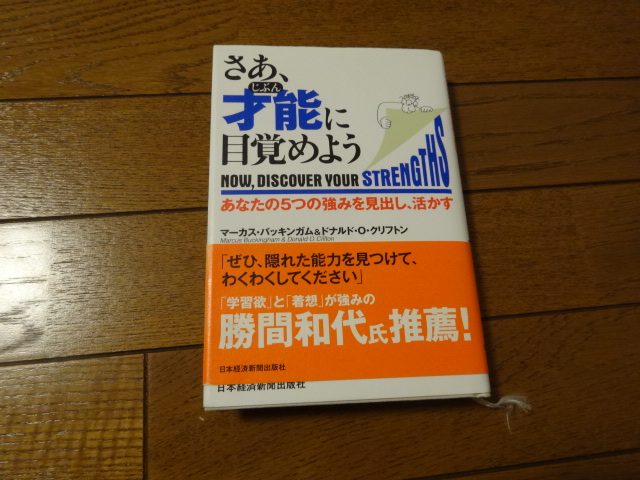 さあ、
じぶん
才能に
目覚めよう
NOW, DISCOVER YOUR STRENGTHS
あなたの5つの強みを見出し、活かす
マーカス・バッキンガム&ドナルド・O・クリフトン
Marcus Buckingham & Donald O.Clifton
「ぜひ、隠れた能力を見つけて、
わくわくしてください」
「学習欲」と「着想」が強みの
勝間和代氏推薦!
日本経済新聞出版社
日本経済新聞出版社